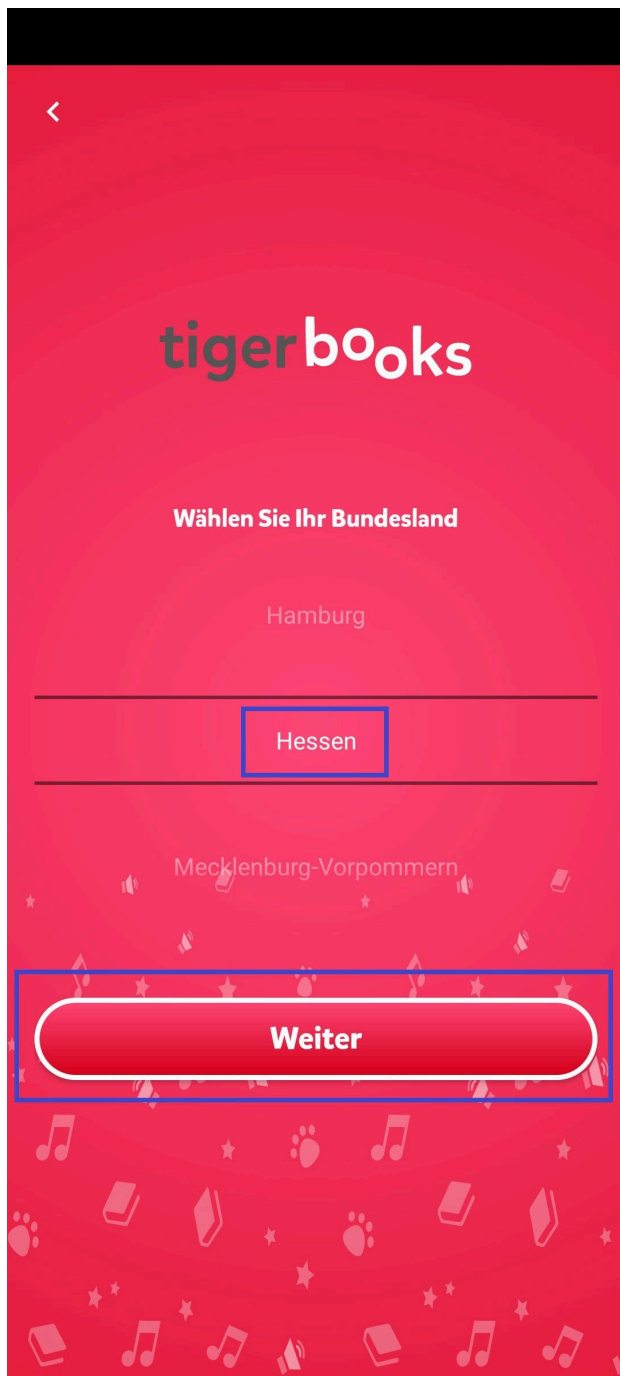 tigerbooks
Wählen Sie Ihr Bundesland
Hamburg
Hessen
Mecklenburg-Vorpommern
Weiter